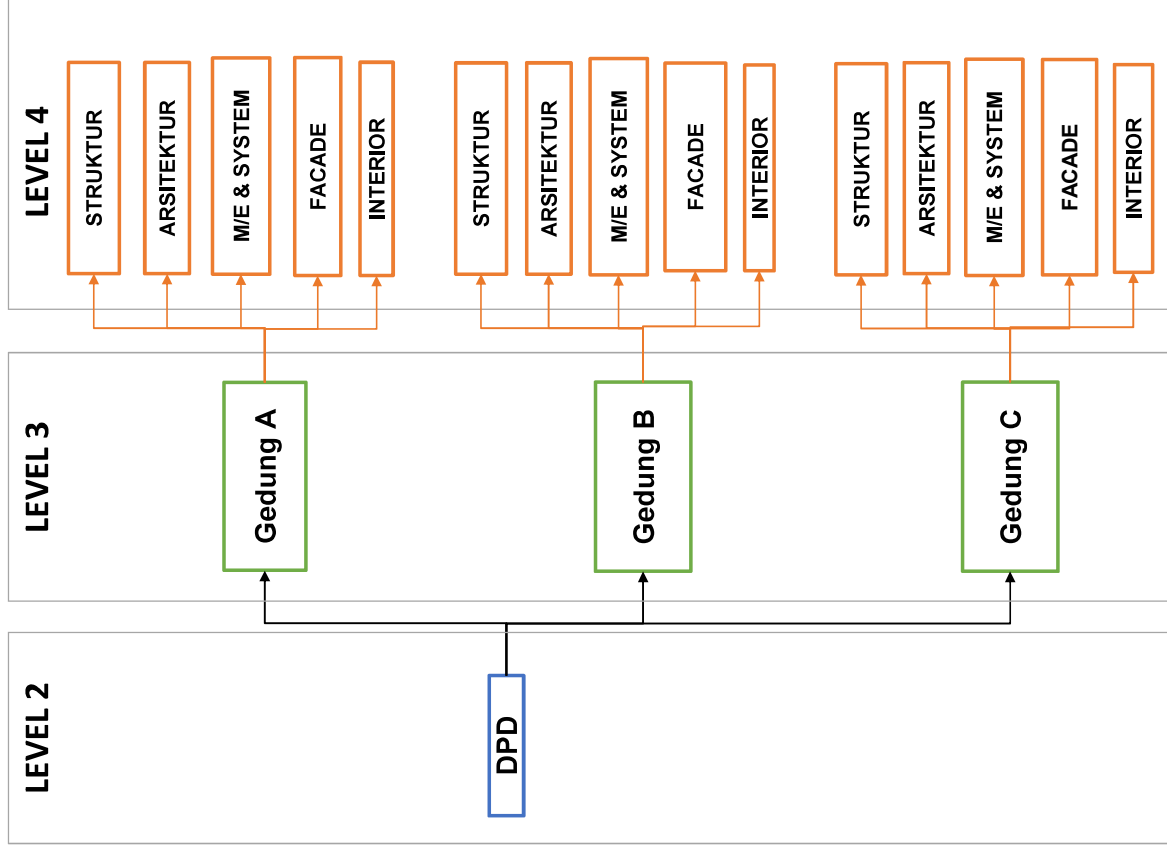 LEVEL 2
DPD
LEVEL 3
Gedung A
Gedung B
Gedung C
LEVEL 4
STRUKTUR
ARSITEKTUR
M/E & SYSTEM
FACADE
INTERIOR
STRUKTUR
ARSITEKTUR
M/E & SYSTEM
FACADE
INTERIOR
STRUKTUR
ARSITEKTUR
M/E & SYSTEM
FACADE
INTERIOR